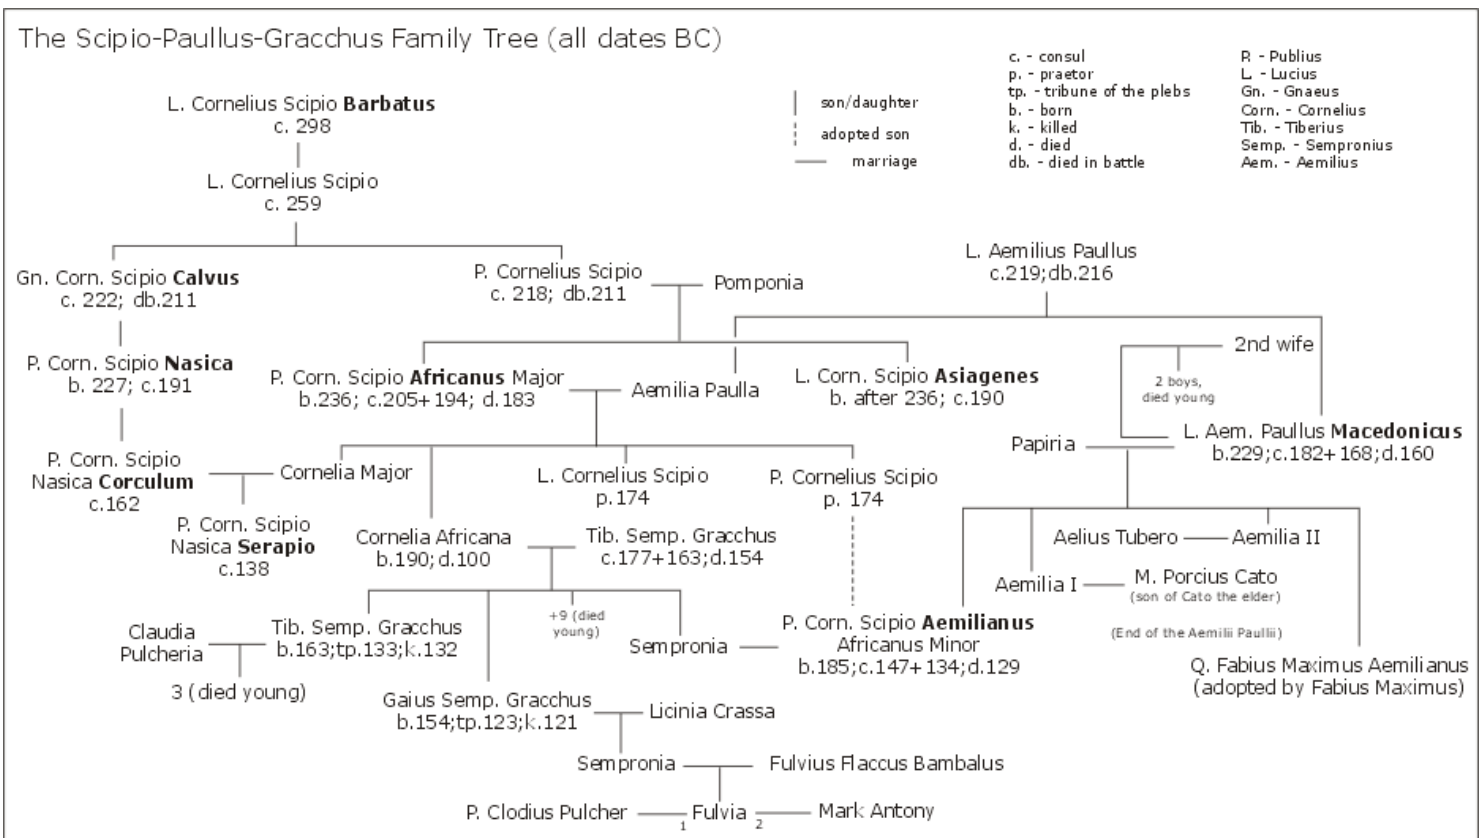 The Scipio-Paullus-Gracchus Family Tree (all dates BC)
c. - consul
p. - praetor
tp. - tribune of the plebs
b. - born
k. - killed
d. - died
db. - died in battle
P. - Publius
L. - Lucius
Gn. - Gnaeus
Corn. - Cornelius
Tib. - Tiberius
Semp. - Sempronius
Aem. - Aemilius
son/daughter
adopted son
marriage
L. Cornelius Scipio Barbatus
c. 298
L. Cornelius Scipio
c. 259
Gn. Corn. Scipio Calvus
c. 222; db.211
P. Cornelius Scipio
c. 218; db.211
Pomponia
L. Aemilius Paullus
c.219;db.216
P. Corn. Scipio Nasica
b. 227; c.191
P. Corn. Scipio Africanus Major
b.236; c.205+194; d.183
Aemilia Paulla
L. Corn. Scipio Asiagenes
b. after 236; c.190
2nd wife
2 boys,
died young
Papiria
L. Aem. Paullus Macedonicus
b.229;c.182+168;d.160
P. Corn. Scipio
Nasica Corculum
c.162
Cornelia Major
L. Cornelius Scipio
p.174
P. Cornelius Scipio
p. 174
P. Corn. Scipio
Nasica Serapio
c.138
Cornelia Africana
b.190;d.100
Tib. Semp. Gracchus
c.177+163;d.154
Aelius Tubero
Aemilia II
Aemilia I
M. Porcius Cato
(son of Cato the elder)
(End of the Aemilii Paullii)
Claudia
Pulcheria
Tib. Semp. Gracchus
b.163;tp.133;k.132
+9 (died
young)
Sempronia
P. Corn. Scipio Aemilianus
Africanus Minor
b.185;c.147+134;d.129
Q. Fabius Maximus Aemilianus
(adopted by Fabius Maximus)
3 (died young)
Gaius Semp. Gracchus
b.154;tp.123;k.121
Licinia Crassa
Sempronia
Fulvius Flaccus Bambalus
P. Clodius Pulcher
1
Fulvia
2
Mark Antony